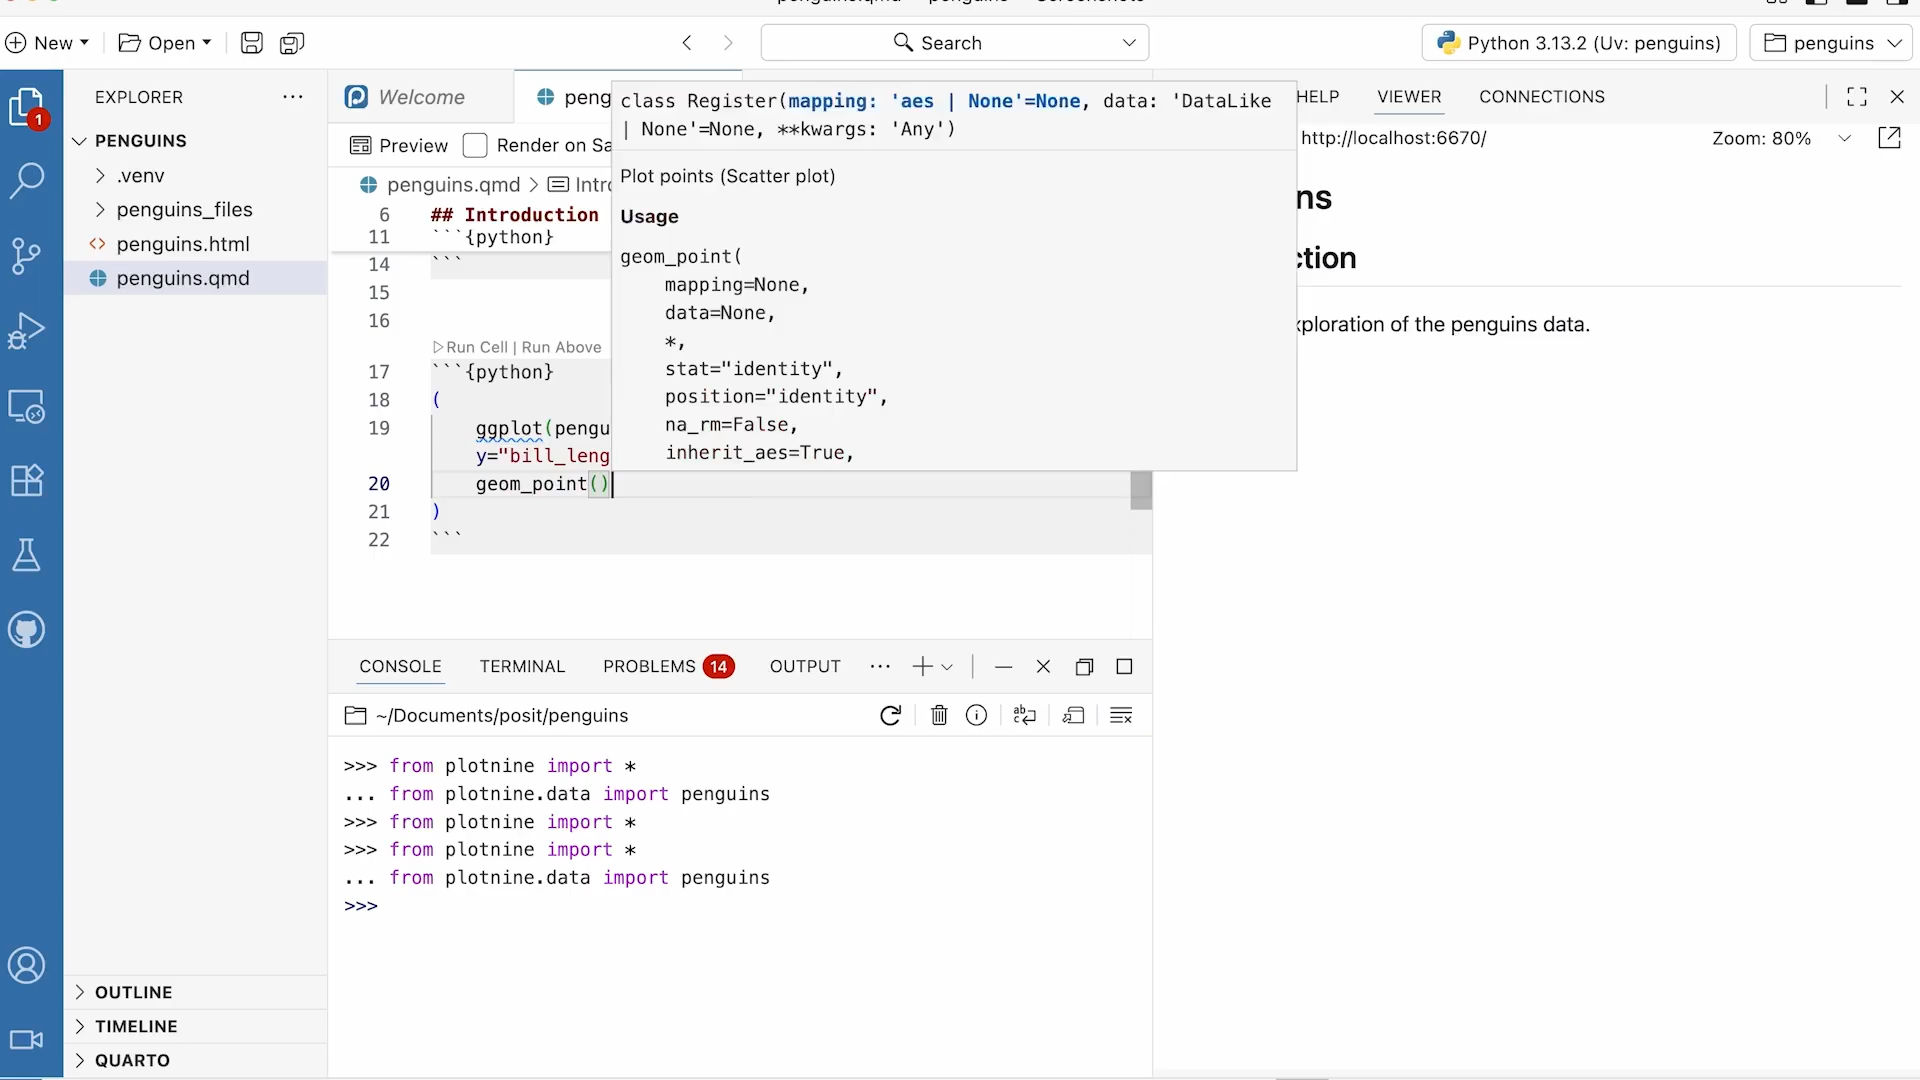 New
Open
Search
Python 3.13.2 (Uv: penguins)
penguins
1
EXPLORER
PENGUINS
.venv
penguins_files
penguins.html
penguins.qmd
OUTLINE
TIMELINE
QUARTO
Welcome
peng
Preview
Render on Sa
penguins.qmd
Intro
6 ## Introduction
11 ```{python}
14 ```
15
16
Run Cell | Run Above
17 ```{python}
18 (
19 ggplot(pengu
y="bill_leng
20 geom_point()
21 )
22 ```
class Register(mapping: 'aes | None'=None, data: 'DataLike
| None'=None, **kwargs: 'Any')
Plot points (Scatter plot)
Usage
geom_point(
mapping=None,
data=None,
*,
stat="identity",
position="identity",
na_rm=False,
inherit_aes=True,
CONSOLE
TERMINAL
PROBLEMS 14
OUTPUT
~/Documents/posit/penguins
>>> from plotnine import *
... from plotnine.data import penguins
>>> from plotnine import *
>>> from plotnine import *
... from plotnine.data import penguins
>>>
HELP
VIEWER
CONNECTIONS
http://localhost:6670/
Zoom: 80%
ns
ction
xploration of the penguins data.